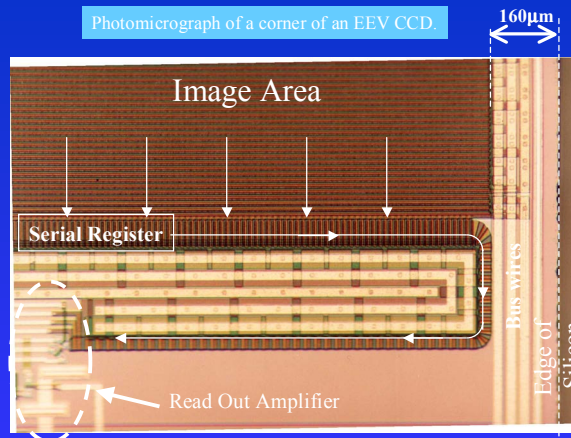 Photomicrograph of a corner of an EEV CCD.
160µm
Image Area
Serial Register
Bus wires
Edge of
Silicon
Read Out Amplifier